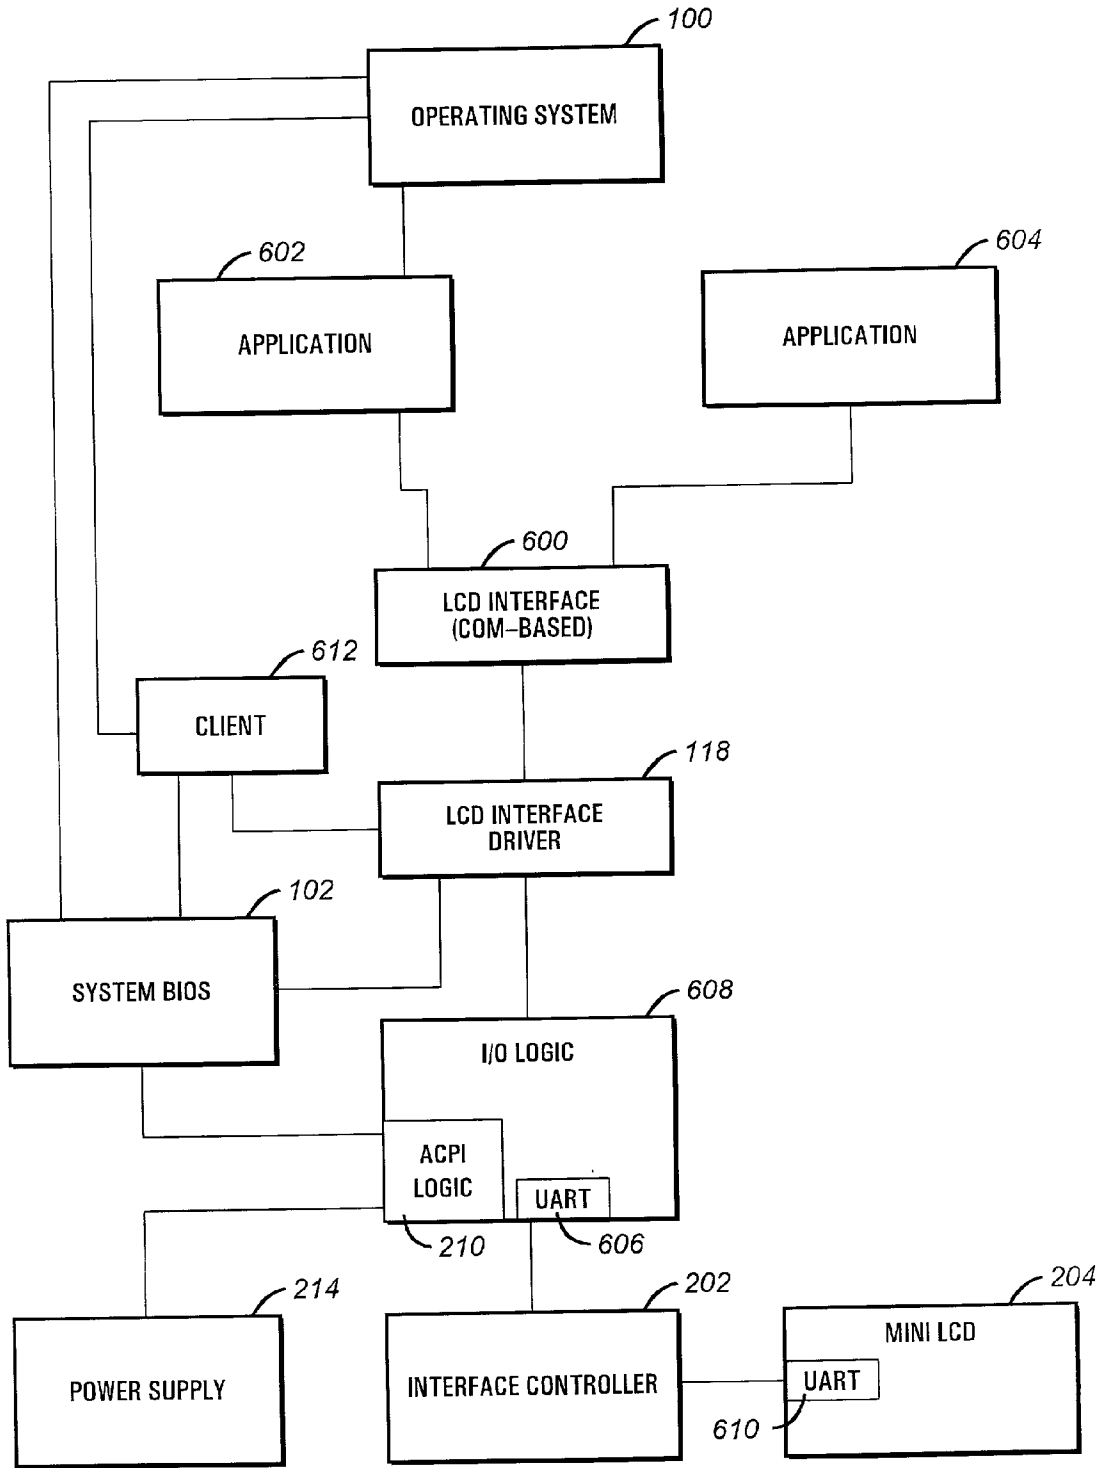 100
OPERATING SYSTEM
602
604
APPLICATION
APPLICATION
600
LCD INTERFACE
(COM–BASED)
612
CLIENT
118
LCD INTERFACE
DRIVER
102
SYSTEM BIOS
608
I/O LOGIC
ACPI
LOGIC
UART
210
606
214
202
204
MINI LCD
POWER SUPPLY
INTERFACE CONTROLLER
UART
610